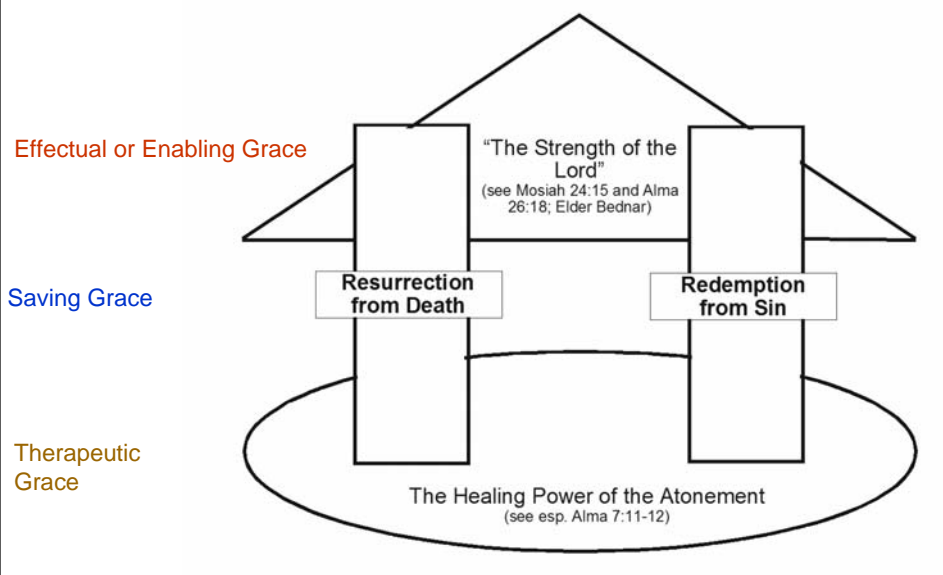 Effectual or Enabling Grace
“The Strength of the
Lord”
(see Mosiah 24:15 and Alma
26:18; Elder Bednar)
Saving Grace
Resurrection
from Death
Redemption
from Sin
Therapeutic
Grace
The Healing Power of the Atonement
(see esp. Alma 7:11-12)